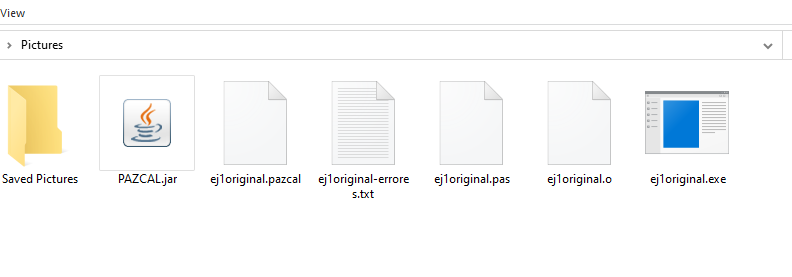 View
Pictures
Saved Pictures
PAZCAL.jar
ej1original.pazcal
ej1original-errore
s.txt
ej1original.pas
ej1original.o
ej1original.exe